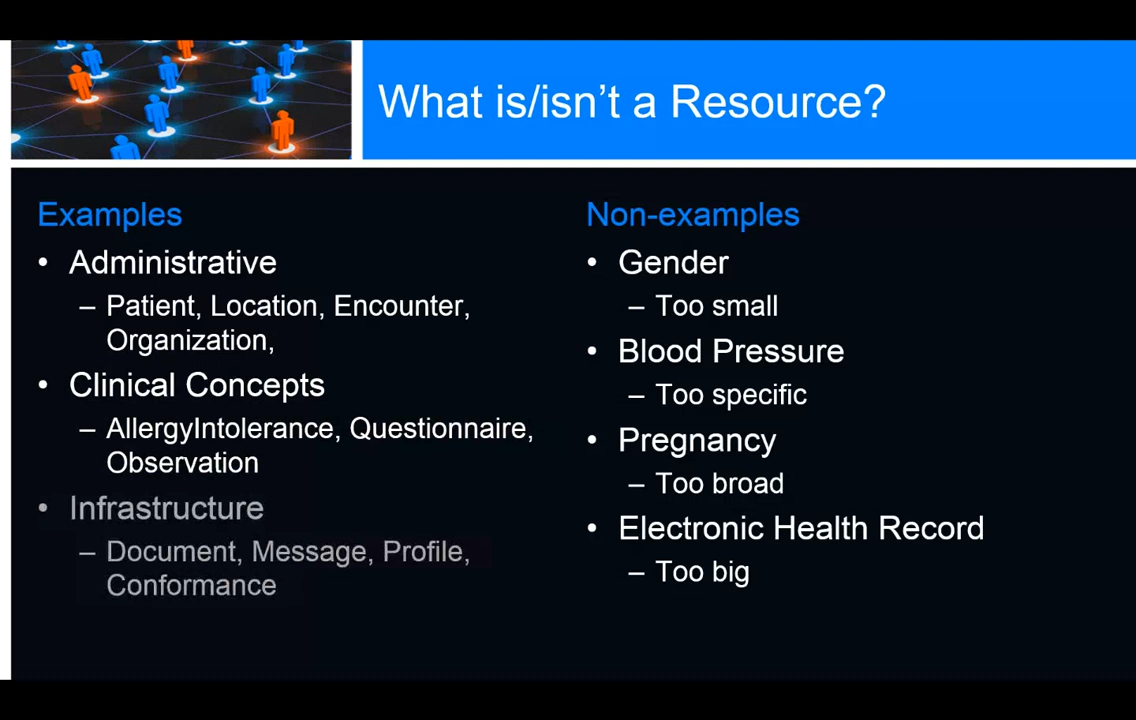 What is/isn't a Resource?
Examples
• Administrative
– Patient, Location, Encounter,
Organization,
• Clinical Concepts
– AllergyIntolerance, Questionnaire,
Observation
• Infrastructure
– Document, Message, Profile,
Conformance
Non-examples
• Gender
– Too small
• Blood Pressure
– Too specific
• Pregnancy
– Too broad
• Electronic Health Record
– Too big